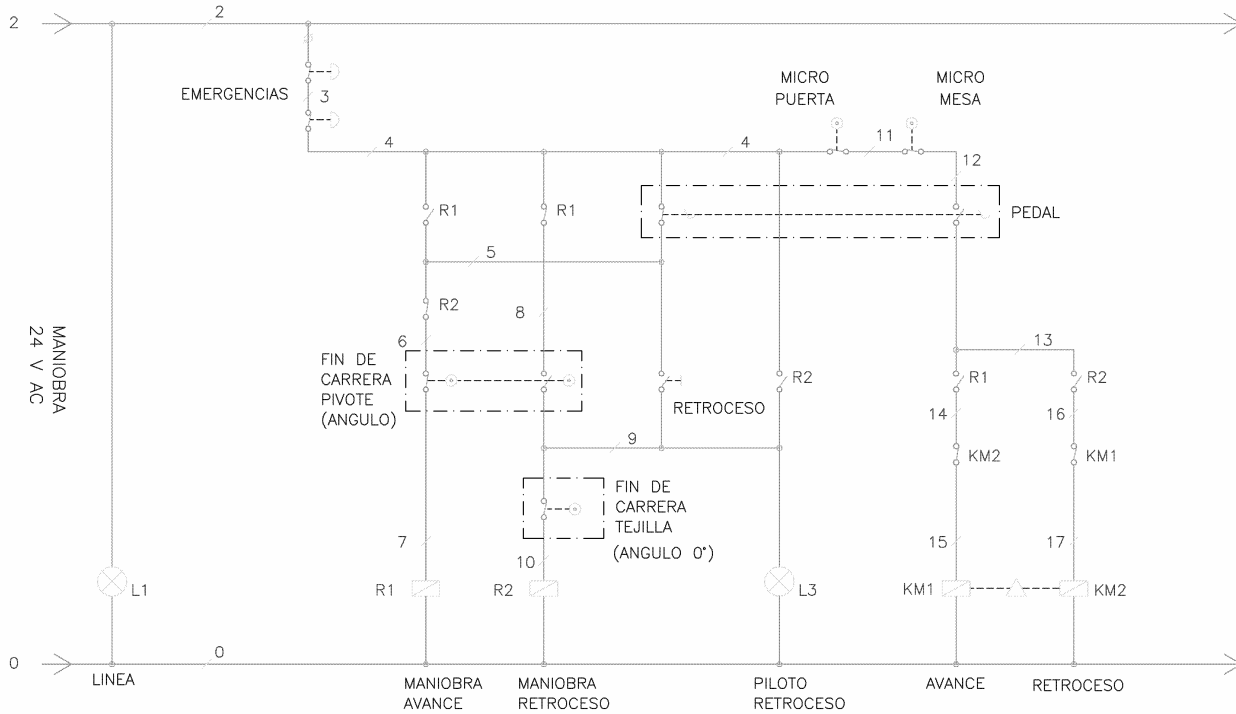 2
2
EMERGENCIAS
3
MICRO
PUERTA
MICRO
MESA
4
4
11
12
R1
R1
PEDAL
5
R2
8
MANIOBRA
24 V AC
6
FIN DE
CARRERA
PIVOTE
(ANGULO)
13
R2
R1
R2
RETROCESO
14
16
9
KM2
KM1
FIN DE
CARRERA
TEJILLA
(ANGULO 0°)
7
10
15
17
L1
R1
R2
L3
KM1
KM2
0
0
LINEA
MANIOBRA
AVANCE
MANIOBRA
RETROCESO
PILOTO
RETROCESO
AVANCE
RETROCESO